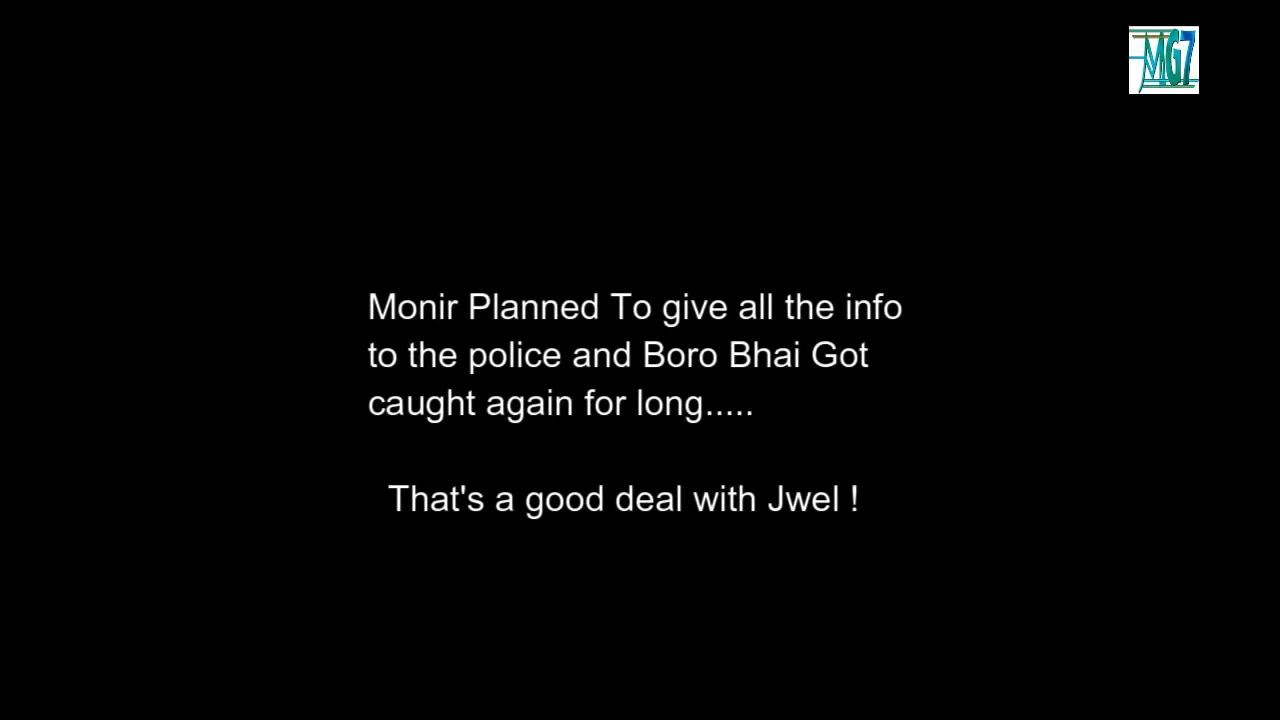 MG7
Monir Planned To give all the info
to the police and Boro Bhai Got
caught again for long.....
That's a good deal with Jwel !